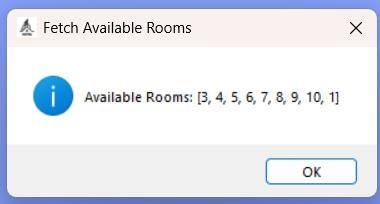 Fetch Available Rooms
Available Rooms: [3, 4, 5, 6, 7, 8, 9, 10, 1]
OK